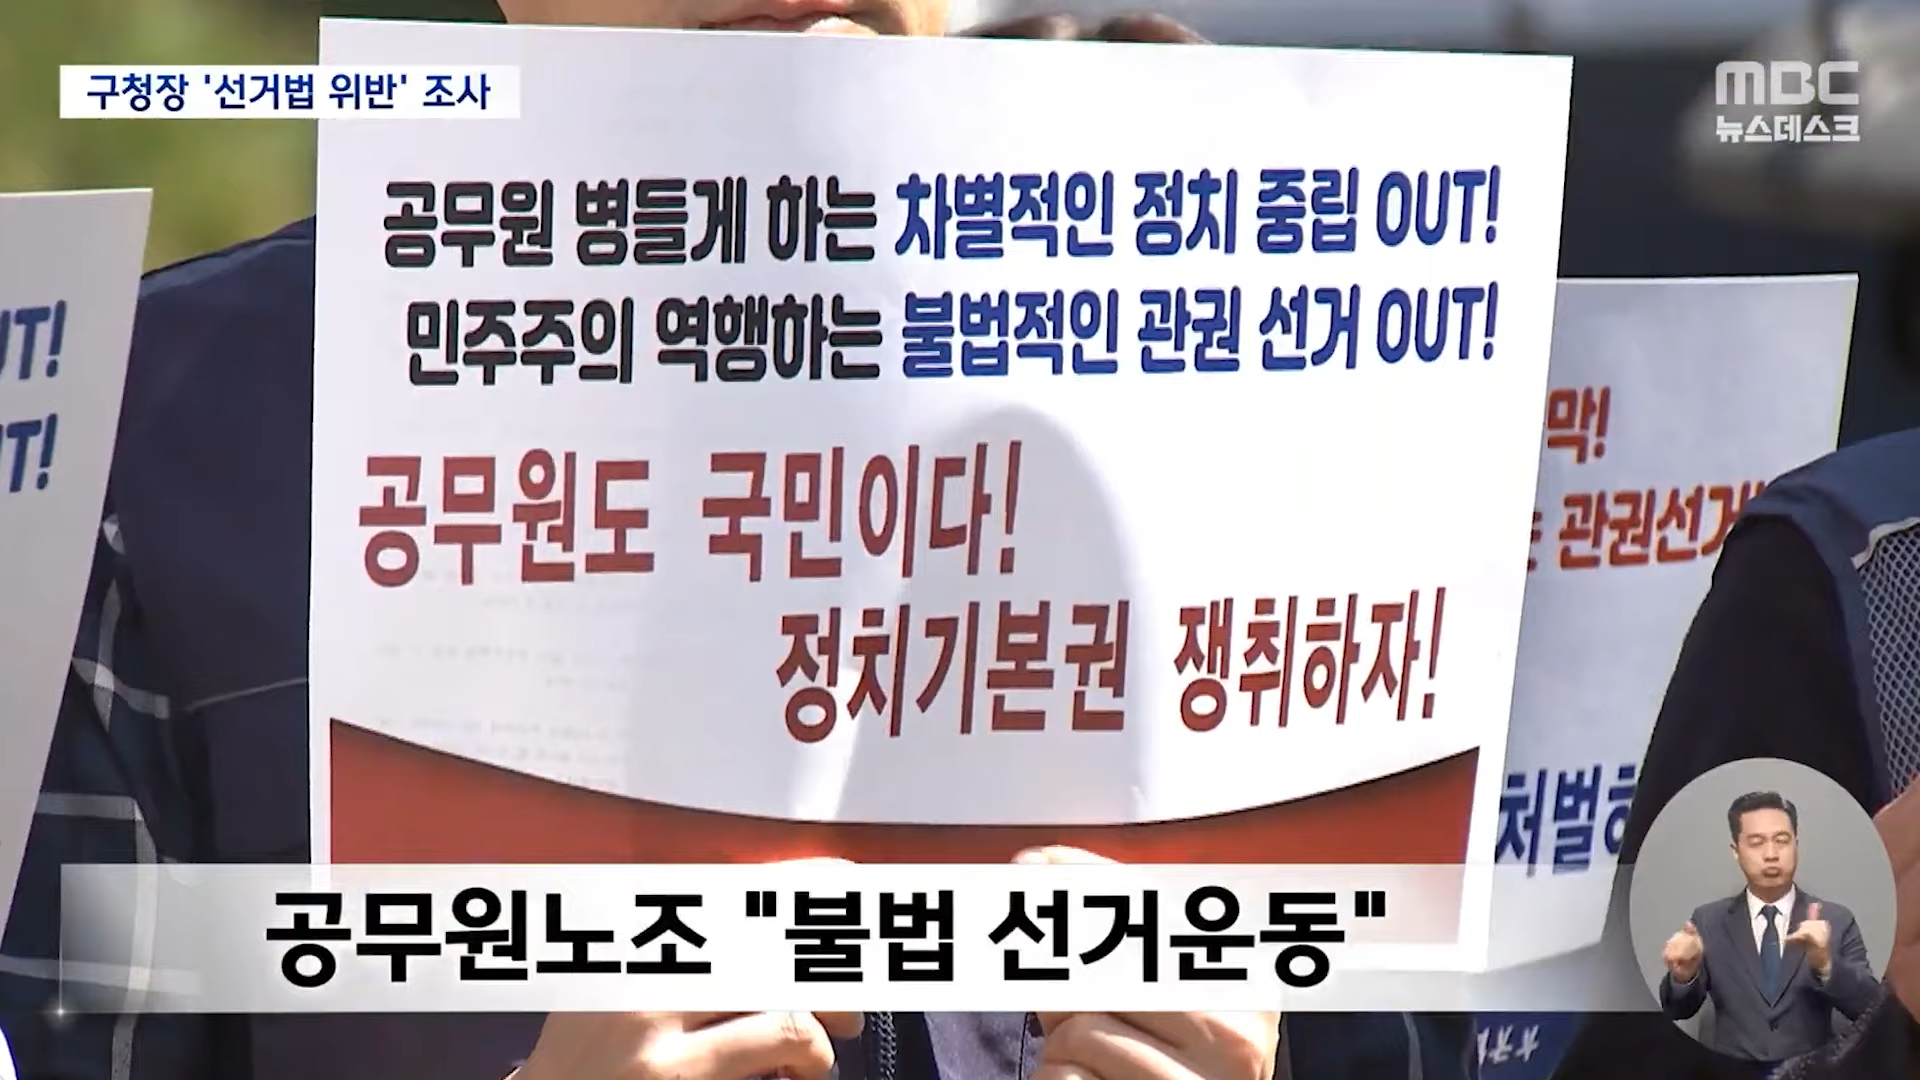 구청장 '선거법 위반' 조사
MBC
뉴스데스크
공무원 병들게 하는 차별적인 정치 중립 OUT!
민주주의 역행하는 불법적인 관권 선거 OUT!
공무원도 국민이다!
정치기본권 쟁취하자!
UT!
T!
막!
관권선거
처벌하
공무원노조 "불법 선거운동"